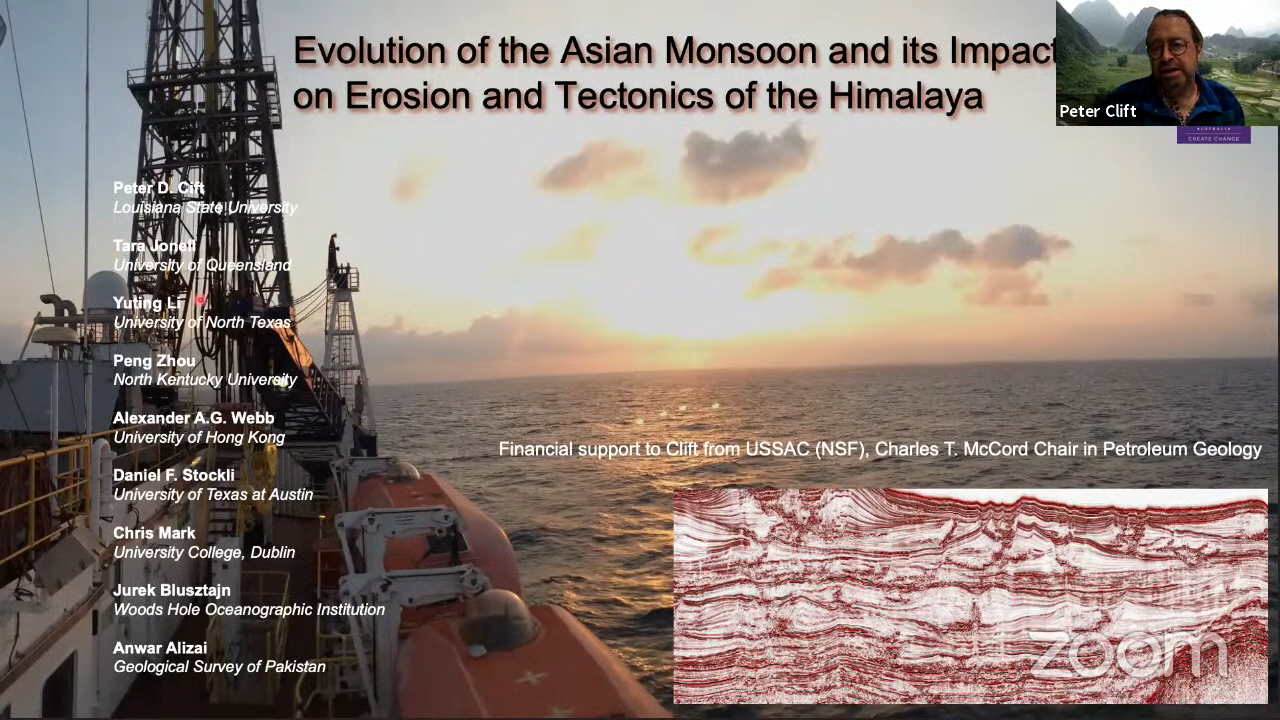 Evolution of the Asian Monsoon and its Impact
on Erosion and Tectonics of the Himalaya
Peter Clift
AUSTRALIA
CREATE CHANGE
Peter D. Cift
Louisiana State University
Tara Jonell
University of Queensland
Yuting Li
University of North Texas
Peng Zhou
North Kentucky University
Alexander A.G. Webb
University of Hong Kong
Daniel F. Stockli
University of Texas at Austin
Chris Mark
University College, Dublin
Jurek Blusztajn
Woods Hole Oceanographic Institution
Anwar Alizai
Geological Survey of Pakistan
Financial support to Clift from USSAC (NSF), Charles T. McCord Chair in Petroleum Geology
zoom